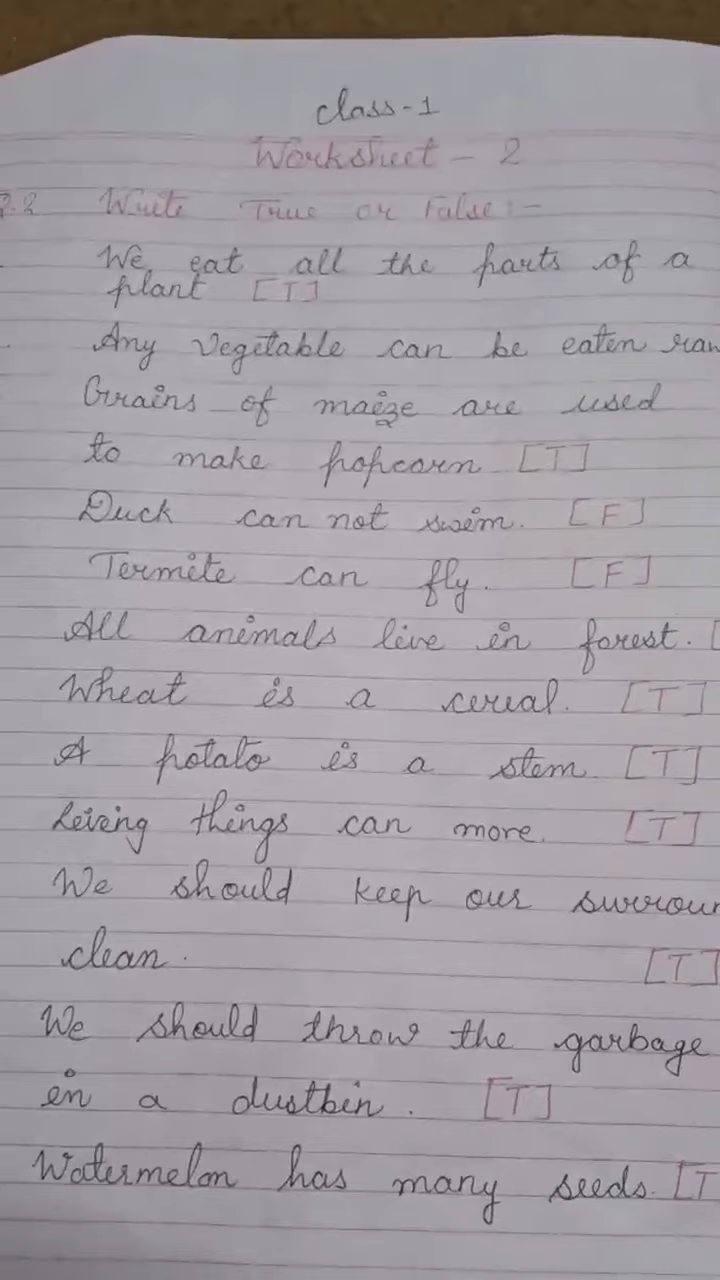 class-1
Worksheet - 2
Write True or False:-
We eat all the parts of a
plant [T]
Any vegetable can be eaten
Grains of maize are used
to make popcorn [T]
Duck can not swim. [F]
Termite can fly. [F]
All animals live in forest. [
Wheat is a cereal. [T]
A potato is a stem [T]
Living things can more. [T]
We should keep our
clean. [T]
We should throw the garbage
in a dustbin. [T]
Watermelon has many seeds. [T